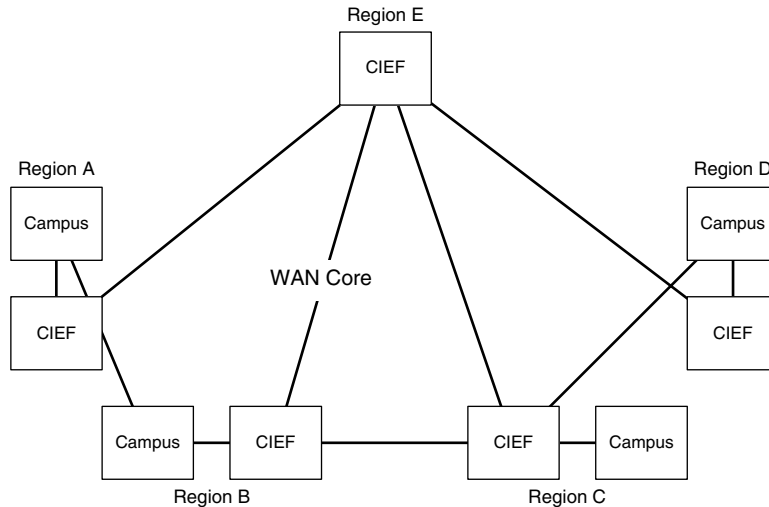 Region E
CIEF
Region A
Region D
Campus
Campus
WAN Core
CIEF
CIEF
Campus
CIEF
CIEF
Campus
Region B
Region C